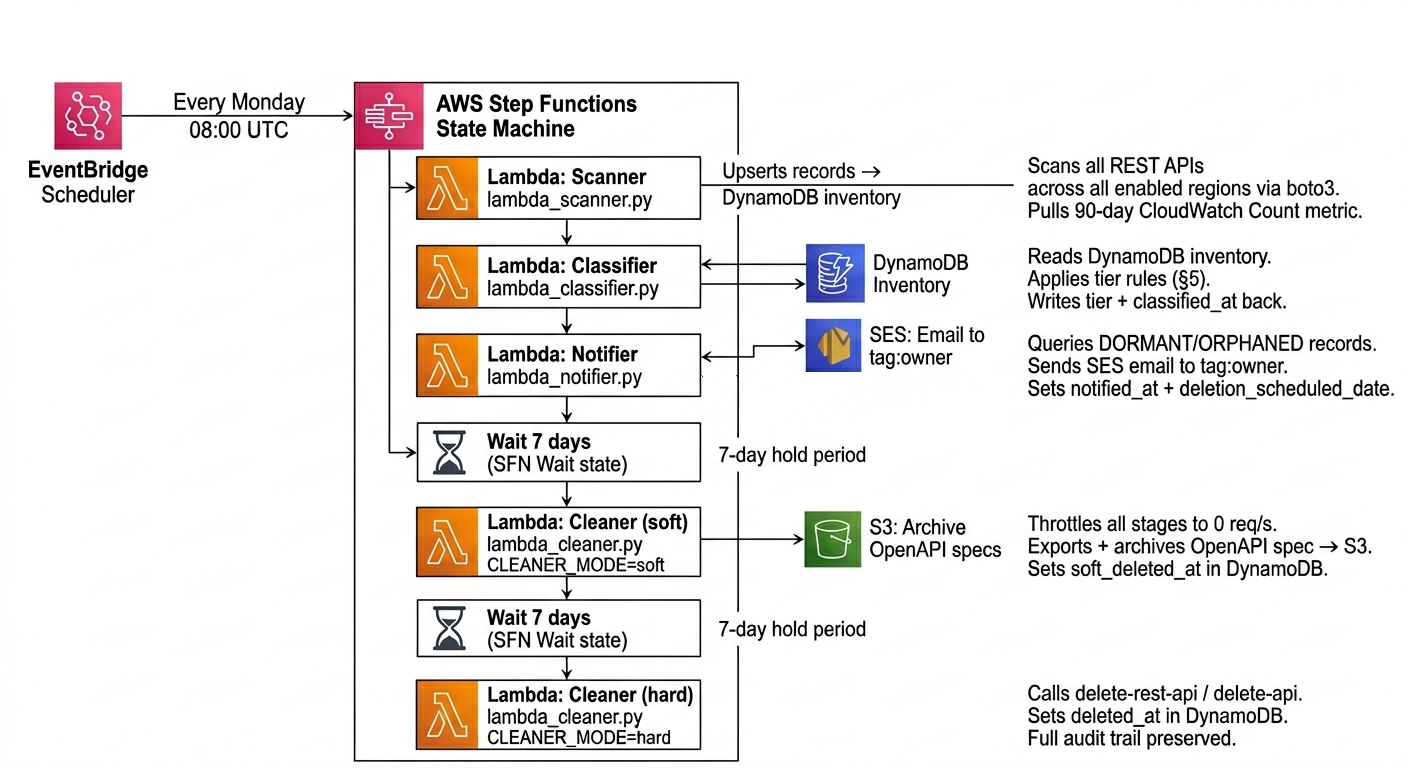 Every Monday
08:00 UTC
EventBridge
Scheduler
AWS Step Functions
State Machine
Lambda: Scanner
lambda_scanner.py
Upserts records →
DynamoDB inventory
Scans all REST APIs
across all enabled regions via boto3.
Pulls 90-day CloudWatch Count metric.
Lambda: Classifier
lambda_classifier.py
DynamoDB
Inventory
Reads DynamoDB inventory.
Applies tier rules (§5).
Writes tier + classified_at back.
Lambda: Notifier
lambda_notifier.py
SES: Email to
tag:owner
Queries DORMANT/ORPHANED records.
Sends SES email to tag:owner.
Sets notified_at + deletion_scheduled_date.
Wait 7 days
(SFN Wait state)
7-day hold period
Lambda: Cleaner (soft)
lambda_cleaner.py
CLEANER_MODE=soft
S3: Archive
OpenAPI specs
Throttles all stages to 0 req/s.
Exports + archives OpenAPI spec → S3.
Sets soft_deleted_at in DynamoDB.
Wait 7 days
(SFN Wait state)
7-day hold period
Lambda: Cleaner (hard)
lambda_cleaner.py
CLEANER_MODE=hard
Calls delete-rest-api / delete-api.
Sets deleted_at in DynamoDB.
Full audit trail preserved.